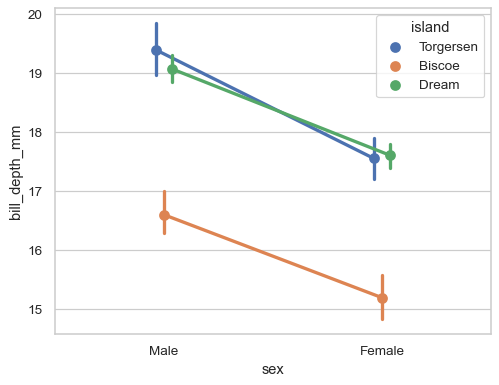 20
19
18
17
16
15
bill_depth_mm
Male
Female
sex
island
Torgersen
Biscoe
Dream